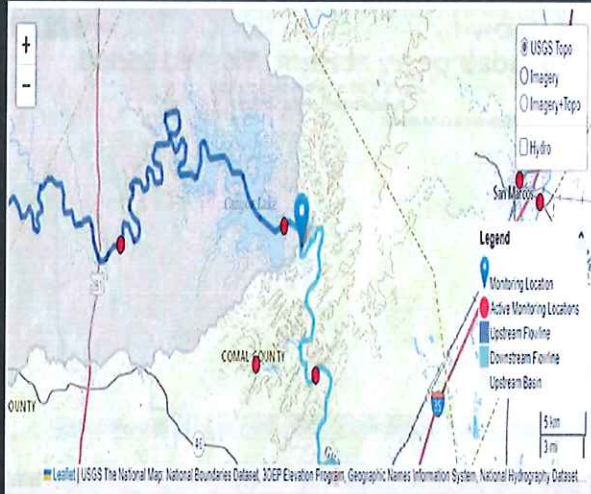 +
−
USGS Topo
Imagery
Imagery+Topo
Hydro
San Marcos
Canyon Lake
Legend
Monitoring Location
Active Monitoring Locations
Upstream Flowline
Downstream Flowline
Upstream Basin
281
COMAL COUNTY
OUNTY
46
35
Gu
5 km
3 mi
Leaflet | USGS The National Map: National Boundaries Dataset, 3DEP Elevation Program, Geographic Names Information System, National Hydrography Dataset,